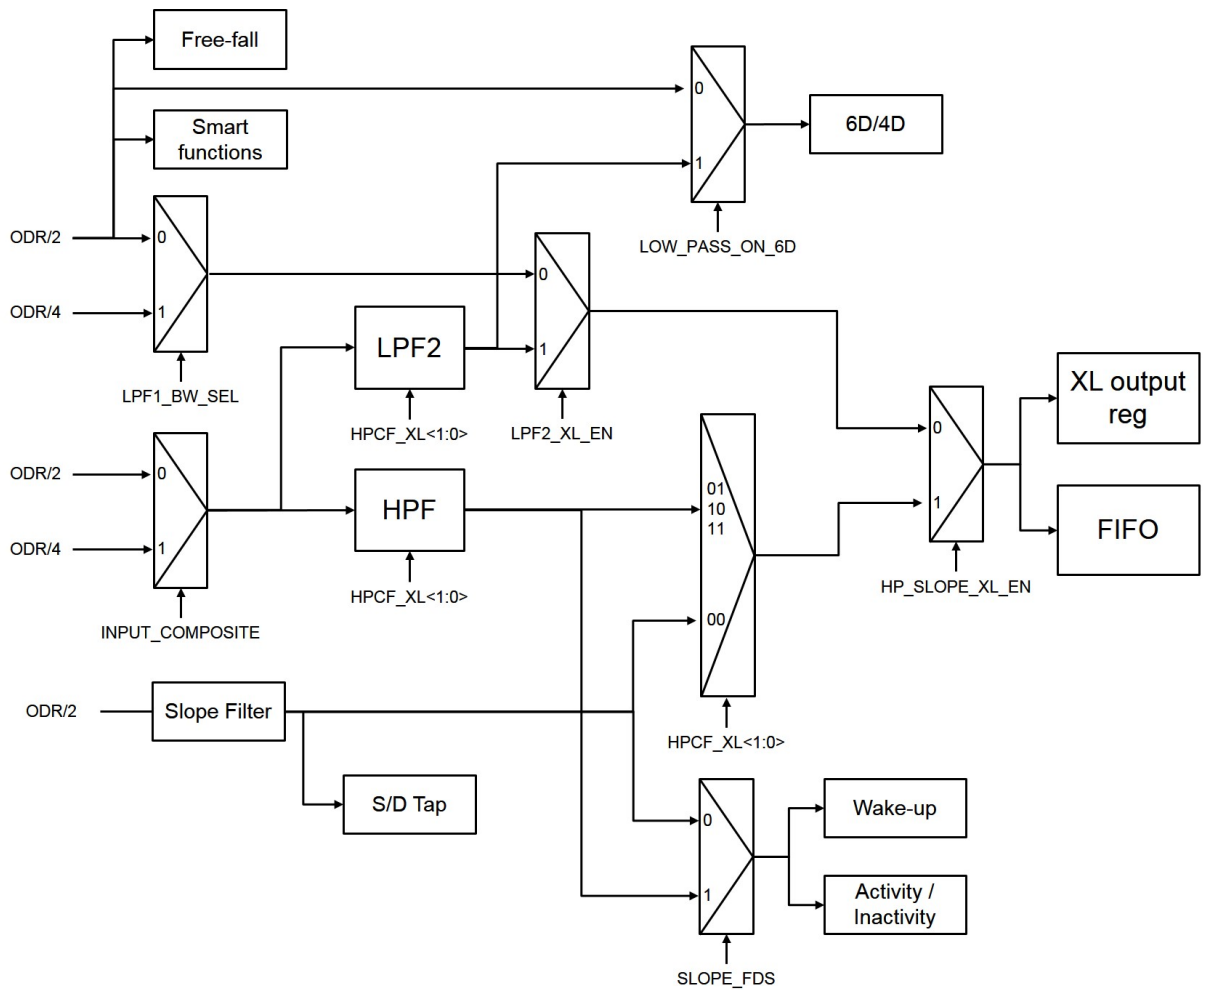 Free-fall
0
Smart
functions
6D/4D
1
ODR/2
0
LOW_PASS_ON_6D
0
ODR/4
1
LPF2
1
XL output
reg
LPF1_BW_SEL
HPCF_XL<1:0>
LPF2_XL_EN
0
ODR/2
0
01
10
11
HPF
1
FIFO
ODR/4
1
HPCF_XL<1:0>
HP_SLOPE_XL_EN
00
INPUT_COMPOSITE
ODR/2
Slope Filter
HPCF_XL<1:0>
S/D Tap
0
Wake-up
1
Activity /
Inactivity
SLOPE_FDS